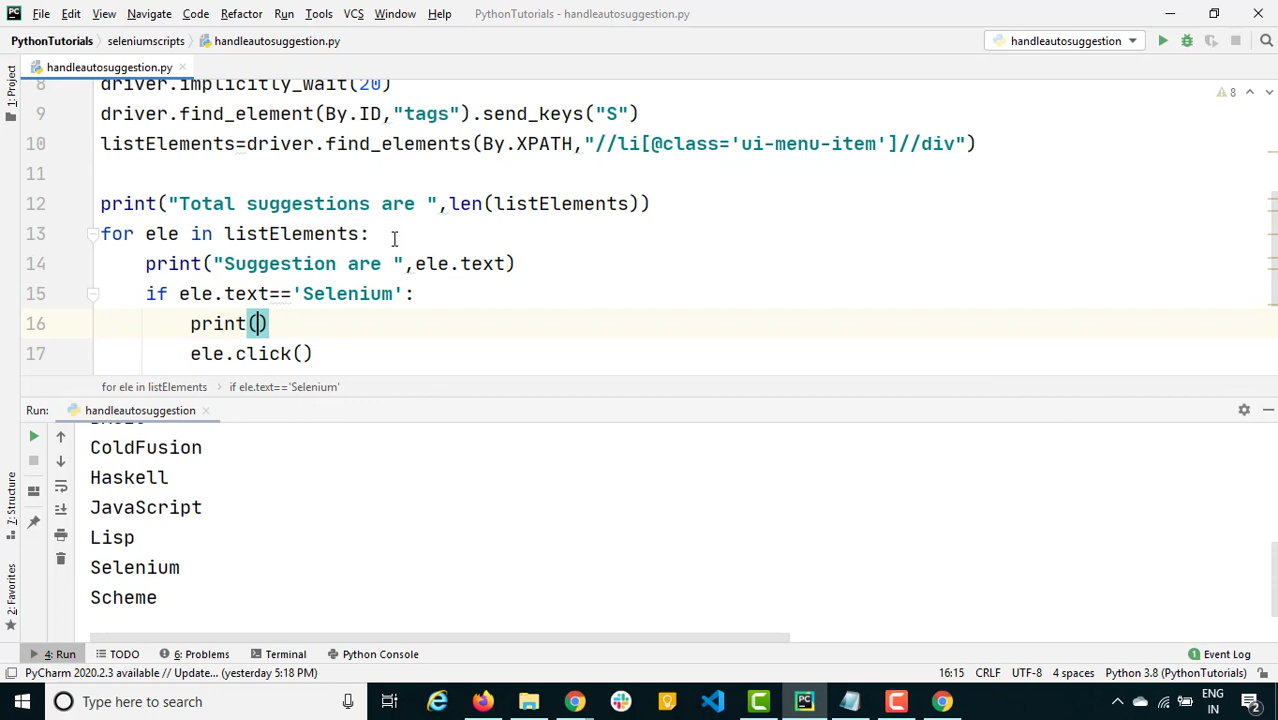 File Edit View Navigate Code Refactor Run Tools VCS Window Help PythonTutorials - handleautosuggestion.py
PythonTutorials seleniumscripts handleautosuggestion.py handleautosuggestion
handleautosuggestion.py
1: Project
8 driver.implicitly_wait(20)
8
9 driver.find_element(By.ID,"tags").send_keys("S")
10 listElements=driver.find_elements(By.XPATH,"//li[@class='ui-menu-item']//div")
11
12 print("Total suggestions are ",len(listElements))
13 for ele in listElements:
14 print("Suggestion are ",ele.text)
15 if ele.text=='Selenium':
16 print()
17 ele.click()
for ele in listElements if ele.text=='Selenium'
Run: handleautosuggestion
ColdFusion
Haskell
JavaScript
Lisp
Selenium
Scheme
7: Structure
2: Favorites
4: Run TODO 6: Problems Terminal Python Console 1 Event Log
PyCharm 2020.2.3 available // Update... (yesterday 5:18 PM) 16:15 CRLF UTF-8 4 spaces Python 3.8 (PythonTutorials)
Type here to search ENG IN 2